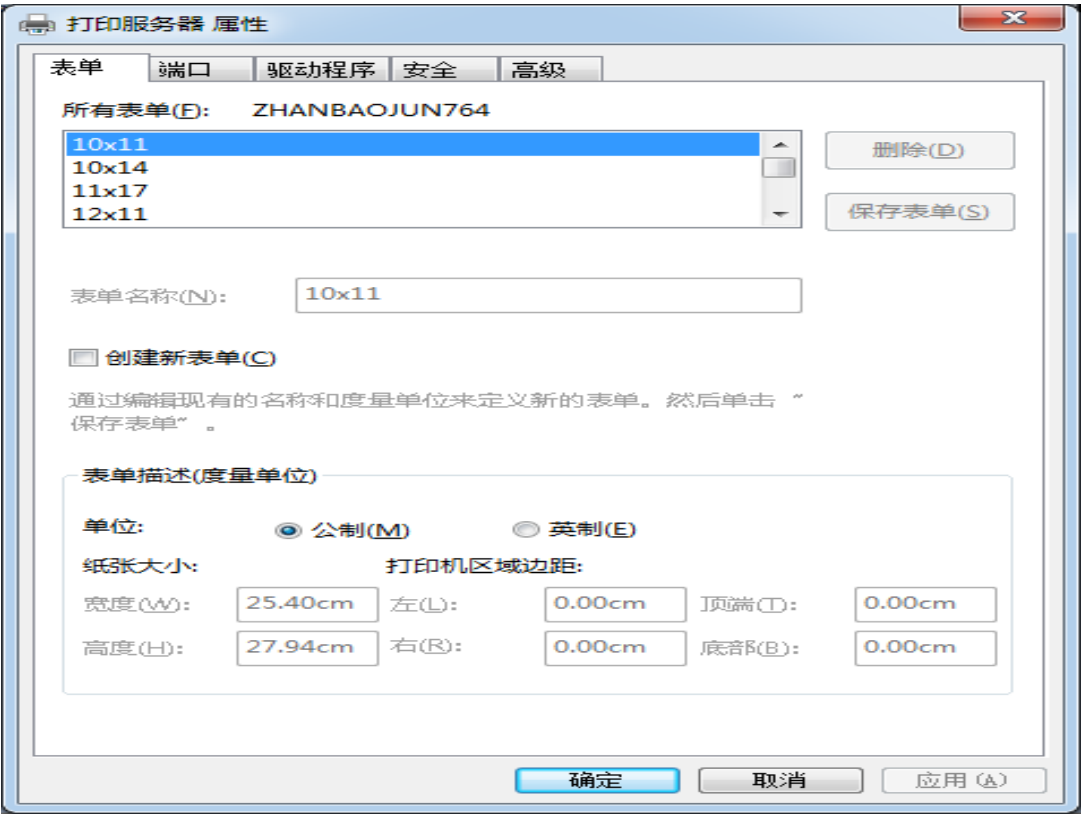 打印服务器 属性
表单 端口 驱动程序 安全 高级
所有表单(F): ZHANBAOJUN764
10x11
10x14
11x17
12x11
删除(D)
保存表单(S)
表单名称(N): 10x11
创建新表单(C)
通过编辑现有的名称和度量单位来定义新的表单。然后单击 "
保存表单" 。
表单描述(度量单位)
单位: 公制(M) 英制(E)
纸张大小: 打印机区域边距:
宽度(W): 25.40cm 左(L): 0.00cm 顶端(T): 0.00cm
高度(H): 27.94cm 右(R): 0.00cm 底部(B): 0.00cm
确定 取消 应用(A)